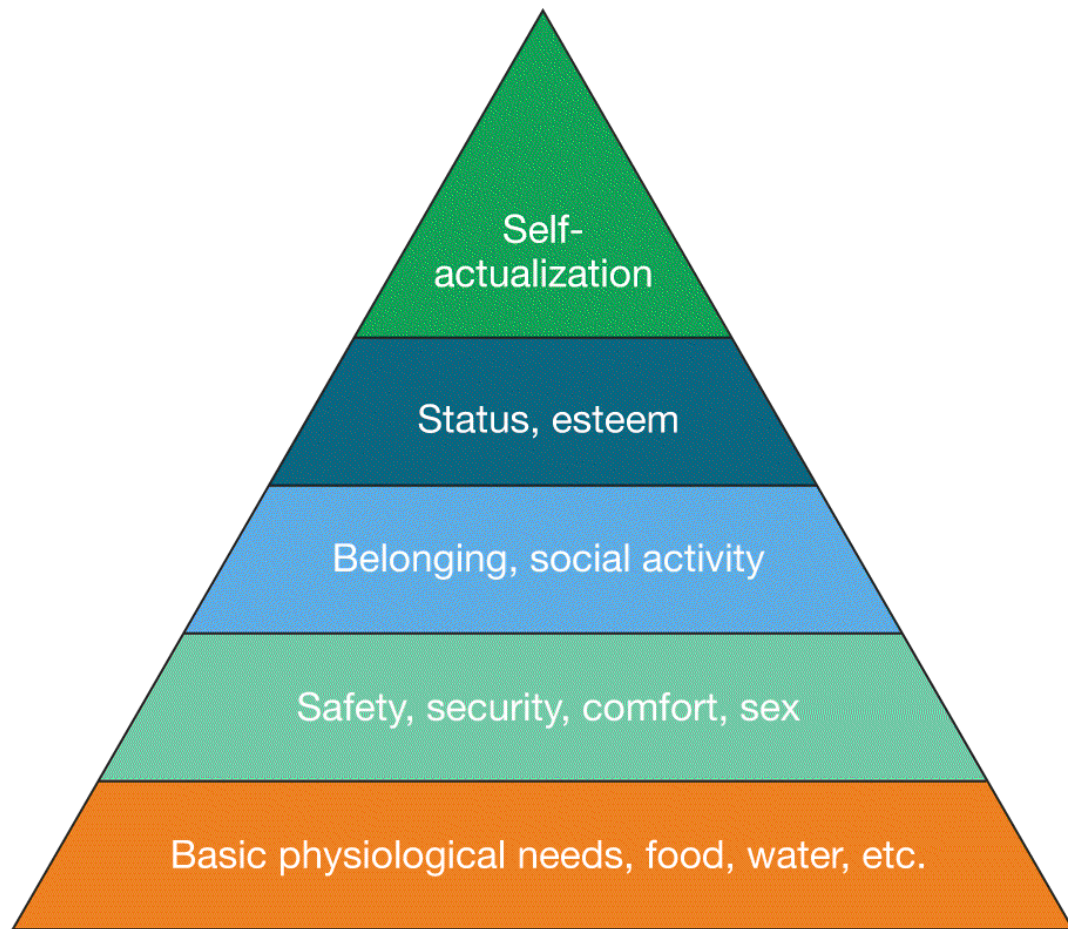 Self-
actualization
Status, esteem
Belonging, social activity
Safety, security, comfort, sex
Basic physiological needs, food, water, etc.